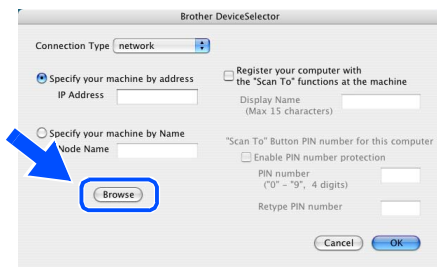 Brother DeviceSelector
Connection Type network
Specify your machine by address
IP Address
Specify your machine by Name
Node Name
Browse
Register your computer with
the "Scan To" functions at the machine
Display Name
(Max 15 characters)
"Scan To" Button PIN number for this computer
Enable PIN number protection
PIN number
("0" - "9", 4 digits)
Retype PIN number
Cancel OK